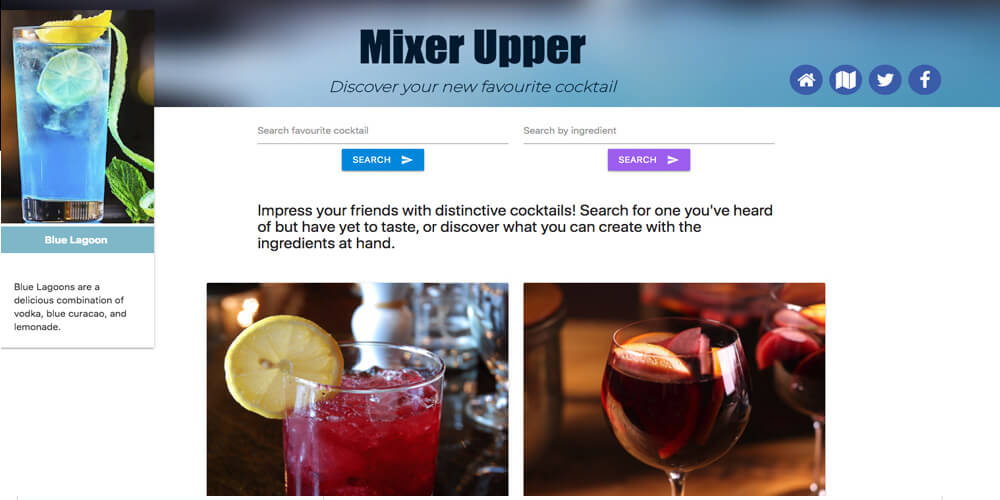 Mixer Upper
Discover your new favourite cocktail
Search favourite cocktail
SEARCH
Search by ingredient
SEARCH
Impress your friends with distinctive cocktails! Search for one you've heard
of but have yet to taste, or discover what you can create with the
ingredients at hand.
Blue Lagoon
Blue Lagoons are a
delicious combination of
vodka, blue curacao, and
lemonade.